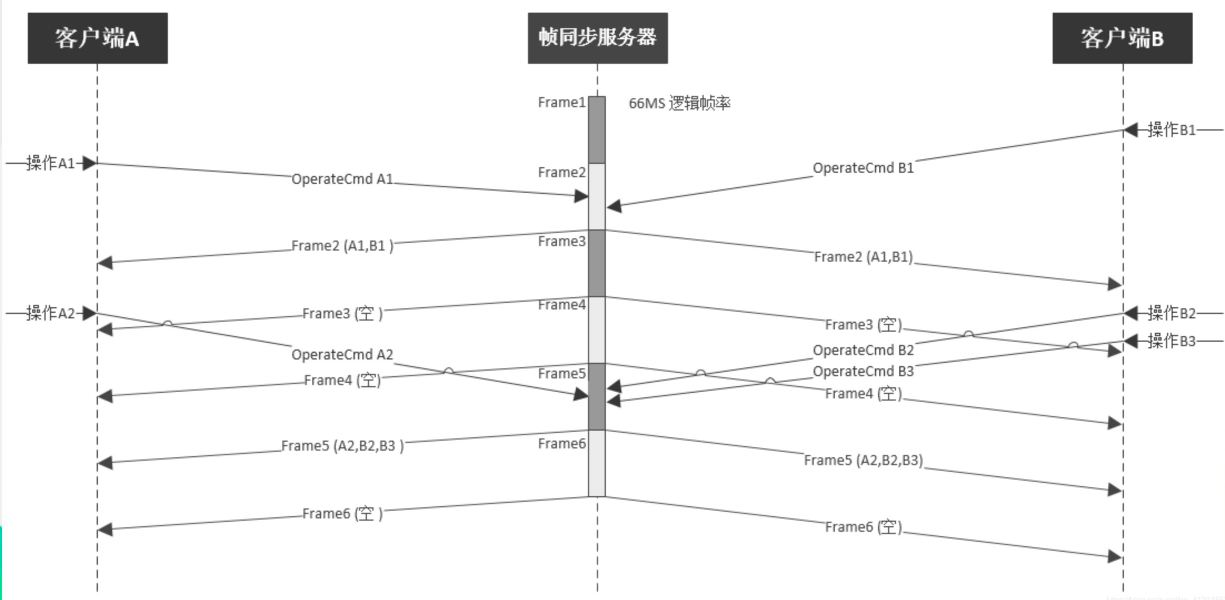 客户端A
帧同步服务器
客户端B
Frame1
66MS 逻辑帧率
操作B1
操作A1
OperateCmd A1
Frame2
OperateCmd B1
Frame2 (A1,B1 )
Frame3
Frame2 (A1,B1)
操作A2
Frame3 (空 )
Frame4
Frame3 (空)
操作B2
操作B3
OperateCmd A2
OperateCmd B2
Frame4 (空)
Frame5
OperateCmd B3
Frame4 (空)
Frame5 (A2,B2,B3 )
Frame6
Frame5 (A2,B2,B3)
Frame6 (空 )
Frame6 (空)